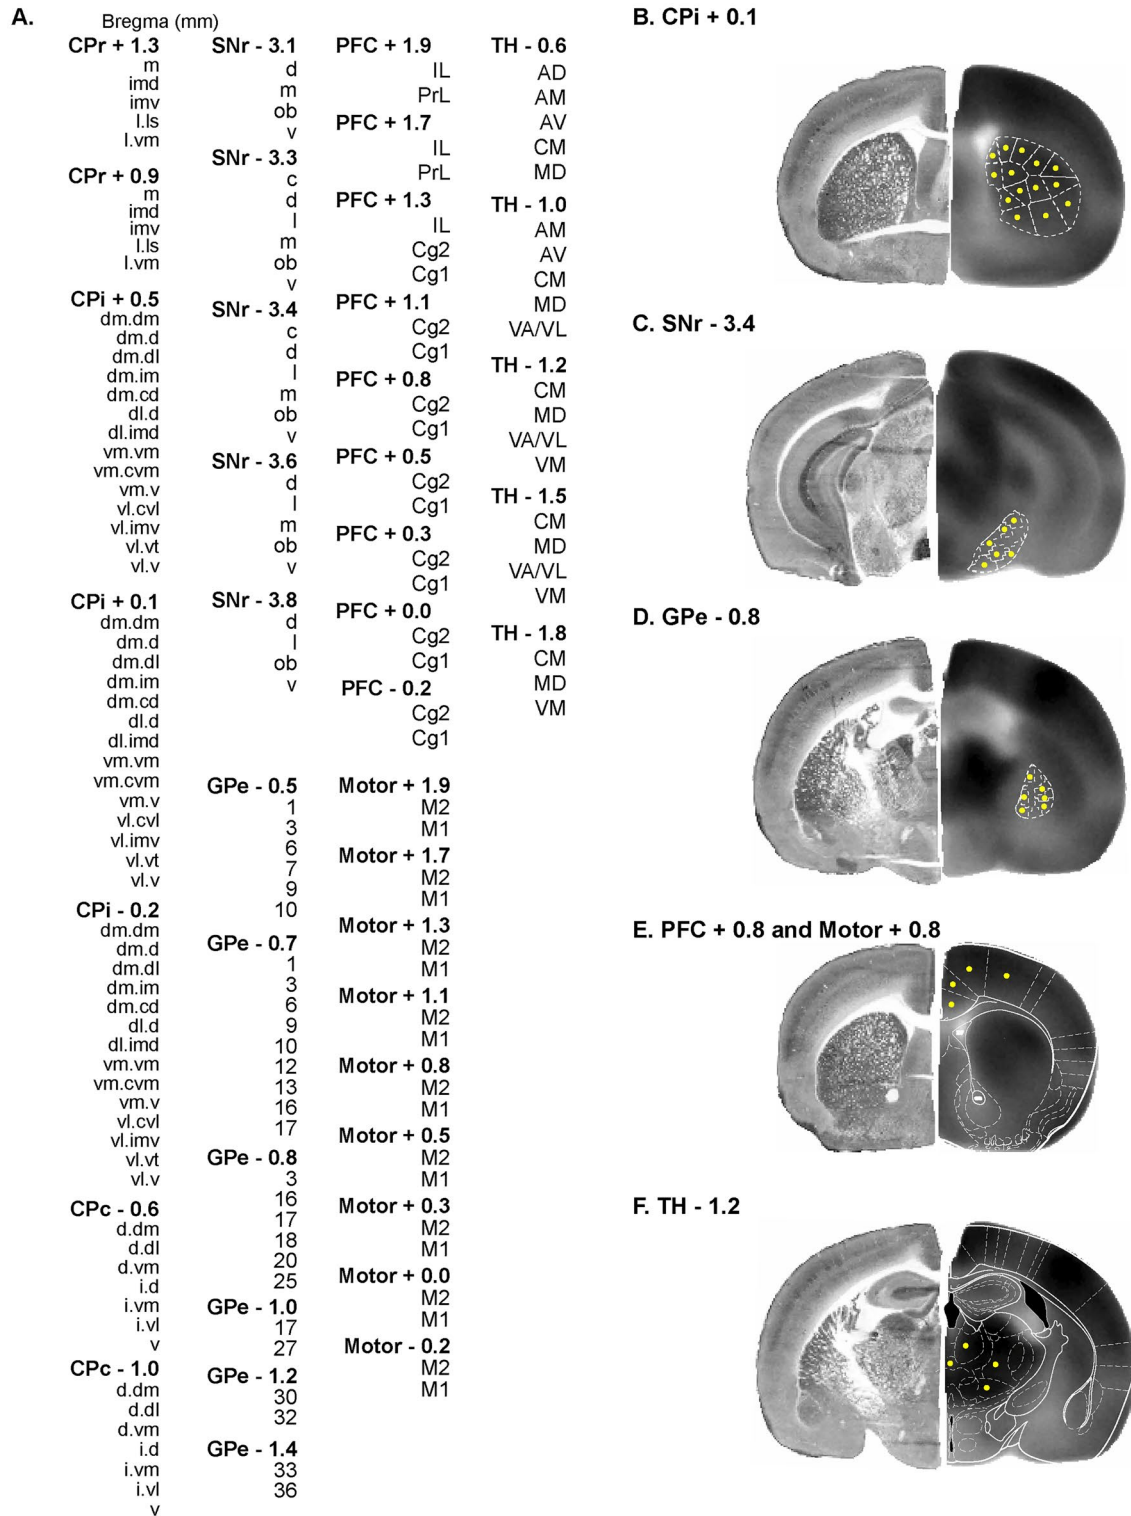 A.
Bregma (mm)
CPr + 1.3
m
imd
imv
l.ls
l.vm
CPr + 0.9
m
imd
imv
l.ls
l.vm
CPi + 0.5
dm.dm
dm.d
dm.dl
dm.im
dm.cd
dl.d
dl.imd
vm.vm
vm.cvm
vm.v
vl.cvl
vl.imv
vl.vt
vl.v
CPi + 0.1
dm.dm
dm.d
dm.dl
dm.im
dm.cd
dl.d
dl.imd
vm.vm
vm.cvm
vm.v
vl.cvl
vl.imv
vl.vt
vl.v
CPi - 0.2
dm.dm
dm.d
dm.dl
dm.im
dm.cd
dl.d
dl.imd
vm.vm
vm.cvm
vm.v
vl.cvl
vl.imv
vl.vt
vl.v
CPc - 0.6
d.dm
d.dl
d.vm
i.d
i.vm
i.vl
v
CPc - 1.0
d.dm
d.dl
d.vm
i.d
i.vm
i.vl
v
SNr - 3.1
d
m
ob
v
SNr - 3.3
c
d
l
m
ob
v
SNr - 3.4
c
d
l
m
ob
v
SNr - 3.6
d
l
m
ob
v
SNr - 3.8
d
l
ob
v
GPe - 0.5
1
3
6
7
9
10
GPe - 0.7
1
3
6
9
10
12
13
16
17
GPe - 0.8
3
16
17
18
20
25
GPe - 1.0
17
27
GPe - 1.2
30
32
GPe - 1.4
33
36
PFC + 1.9
IL
PrL
PFC + 1.7
IL
PrL
PFC + 1.3
IL
Cg2
Cg1
PFC + 1.1
Cg2
Cg1
PFC + 0.8
Cg2
Cg1
PFC + 0.5
Cg2
Cg1
PFC + 0.3
Cg2
Cg1
PFC + 0.0
Cg2
Cg1
PFC - 0.2
Cg2
Cg1
Motor + 1.9
M2
M1
Motor + 1.7
M2
M1
Motor + 1.3
M2
M1
Motor + 1.1
M2
M1
Motor + 0.8
M2
M1
Motor + 0.5
M2
M1
Motor + 0.3
M2
M1
Motor + 0.0
M2
M1
Motor - 0.2
M2
M1
TH - 0.6
AD
AM
AV
CM
MD
TH - 1.0
AM
AV
CM
MD
VA/VL
TH - 1.2
CM
MD
VA/VL
VM
TH - 1.5
CM
MD
VA/VL
VM
TH - 1.8
CM
MD
VM
B. CPi + 0.1
C. SNr - 3.4
D. GPe - 0.8
E. PFC + 0.8 and Motor + 0.8
F. TH - 1.2